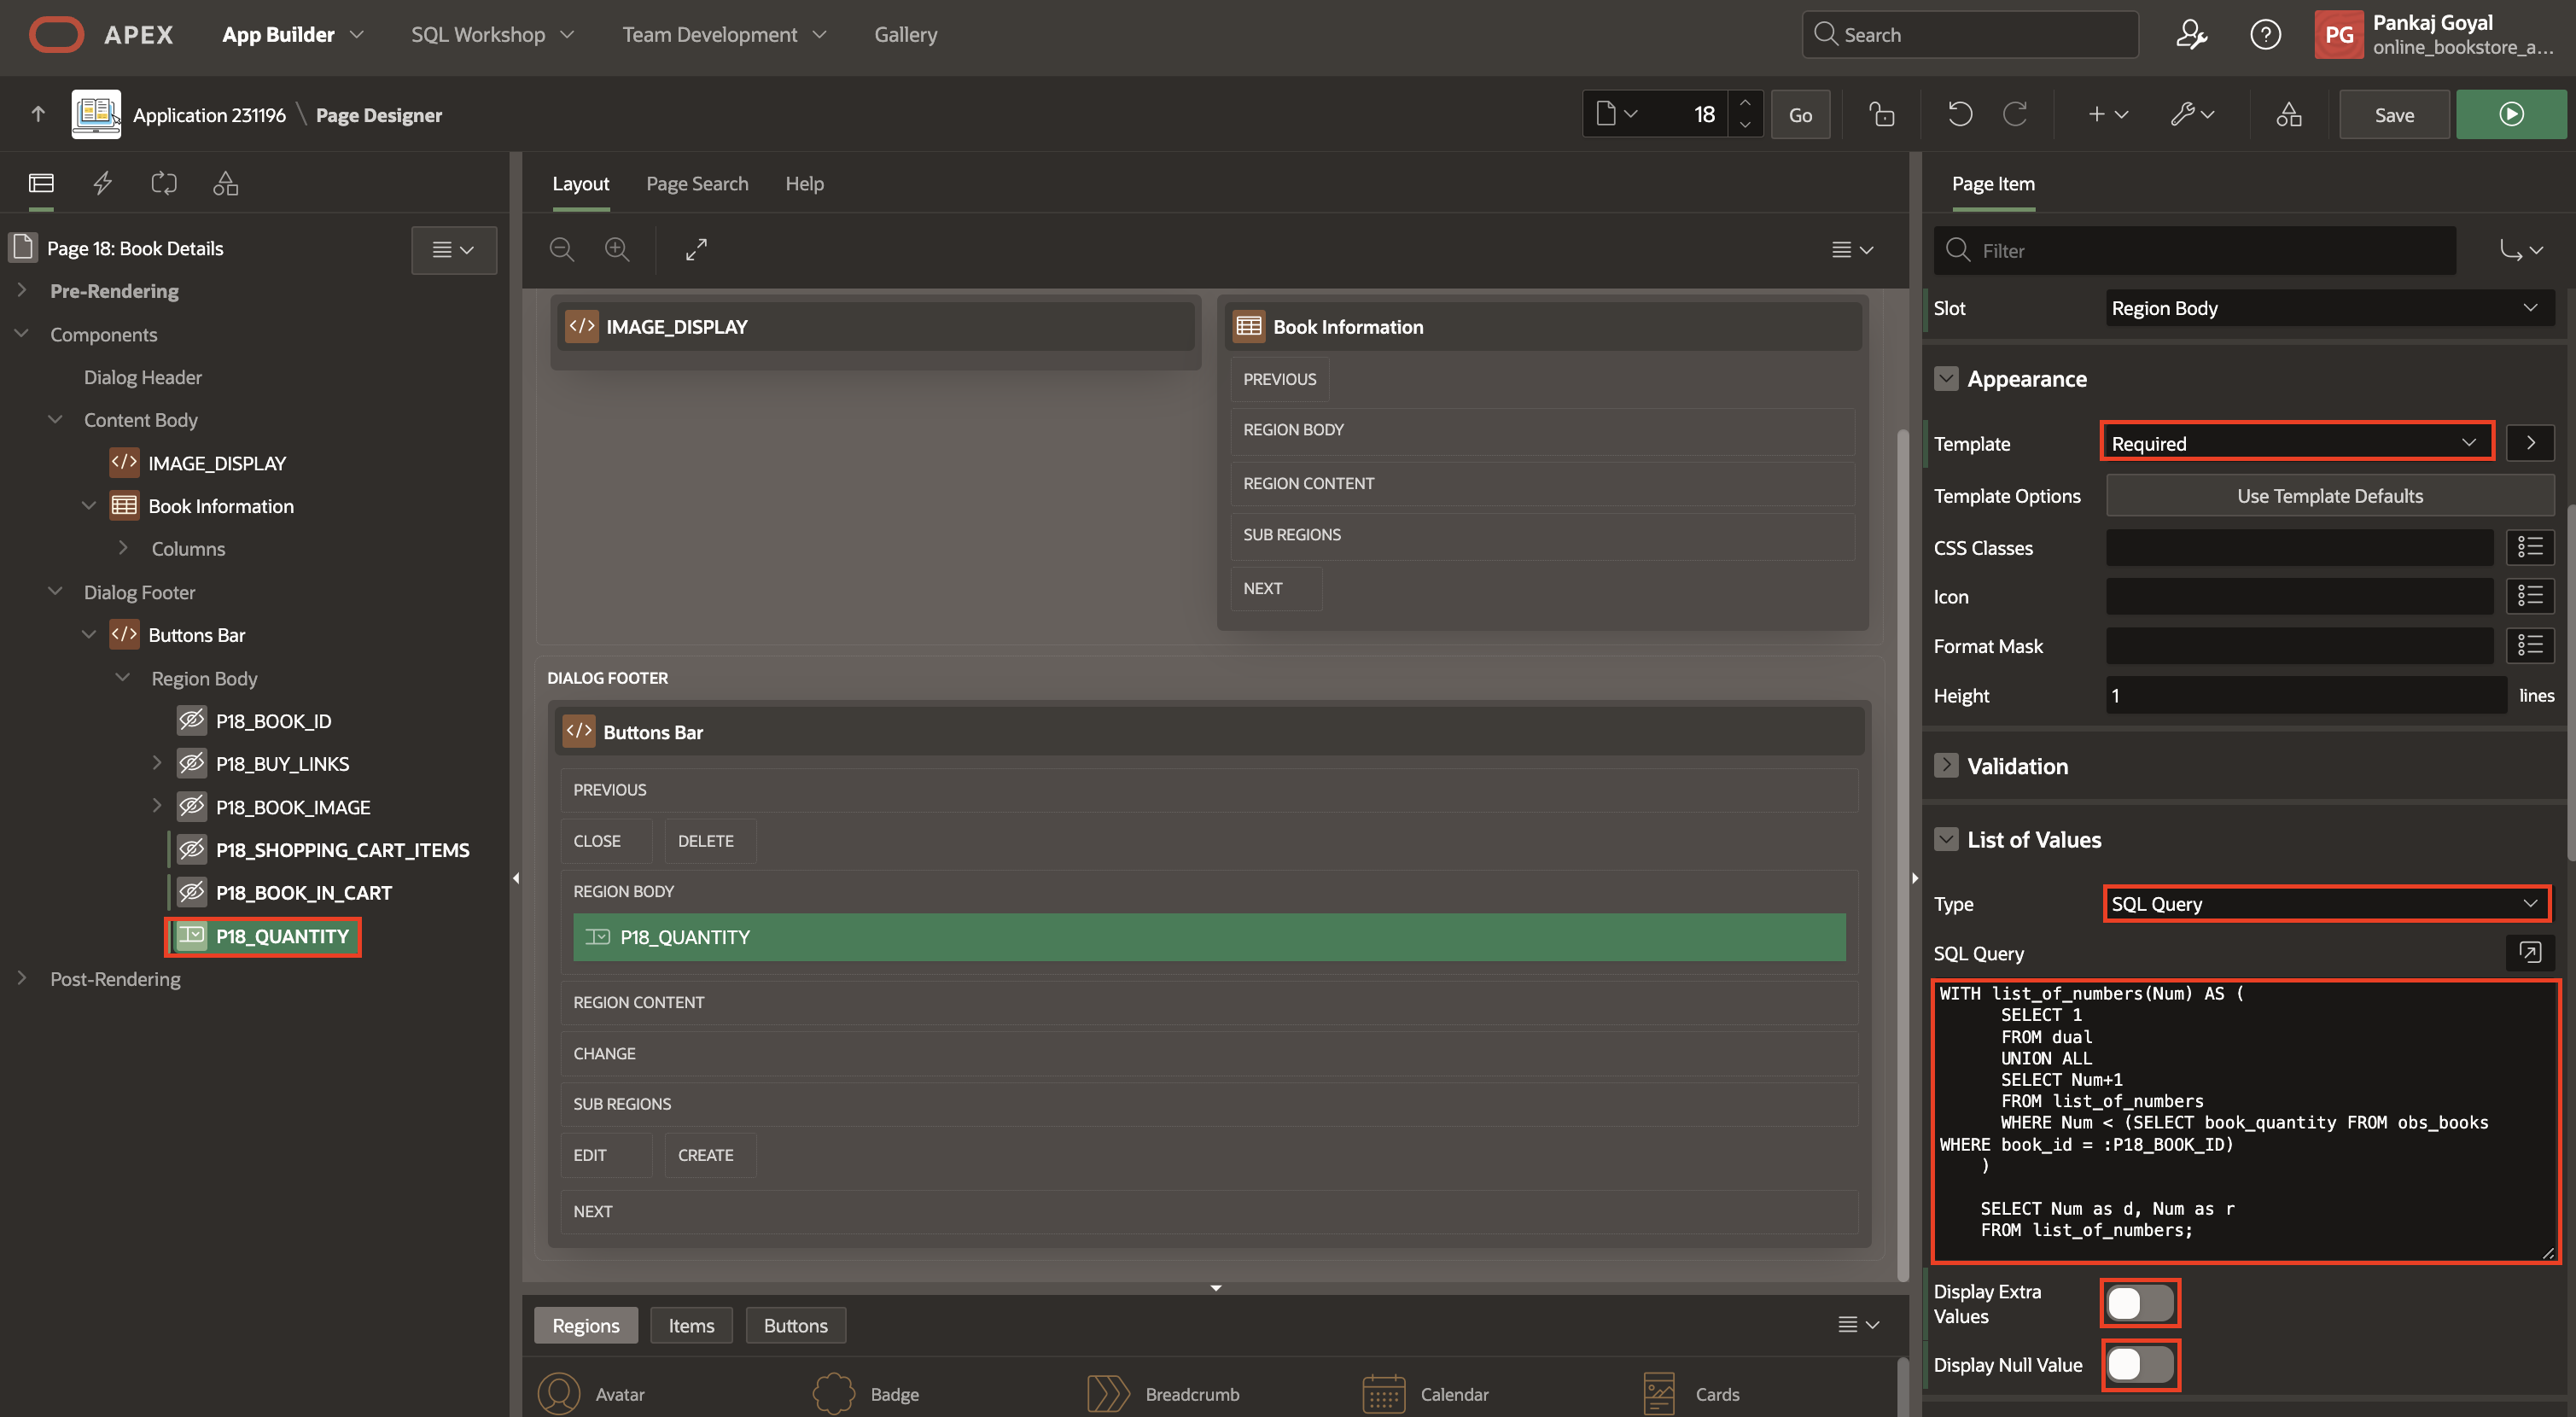 APEX
App Builder
SQL Workshop
Team Development
Gallery
Search
PG
Pankaj Goyal
online_bookstore_a...
Application 231196 \ Page Designer
18
Go
Save
Layout
Page Search
Help
Page Item
Page 18: Book Details
Pre-Rendering
Components
Dialog Header
Content Body
IMAGE_DISPLAY
Book Information
Columns
Dialog Footer
Buttons Bar
Region Body
P18_BOOK_ID
P18_BUY_LINKS
P18_BOOK_IMAGE
P18_SHOPPING_CART_ITEMS
P18_BOOK_IN_CART
P18_QUANTITY
Post-Rendering
IMAGE_DISPLAY
Book Information
PREVIOUS
REGION BODY
REGION CONTENT
SUB REGIONS
NEXT
DIALOG FOOTER
Buttons Bar
PREVIOUS
CLOSE
DELETE
REGION BODY
P18_QUANTITY
REGION CONTENT
CHANGE
SUB REGIONS
EDIT
CREATE
NEXT
Regions
Items
Buttons
Avatar
Badge
Breadcrumb
Calendar
Cards
Filter
Slot
Region Body
Appearance
Template
Required
Template Options
Use Template Defaults
CSS Classes
Icon
Format Mask
Height
1
lines
Validation
List of Values
Type
SQL Query
SQL Query
WITH list_of_numbers(Num) AS (
SELECT 1
FROM dual
UNION ALL
SELECT Num+1
FROM list_of_numbers
WHERE Num < (SELECT book_quantity FROM obs_books
WHERE book_id = :P18_BOOK_ID)
)
SELECT Num as d, Num as r
FROM list_of_numbers;
Display Extra
Values
Display Null Value